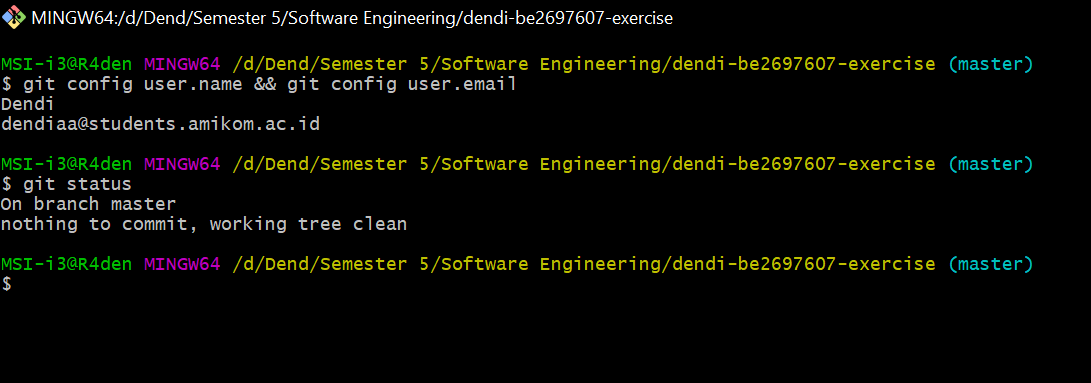 MINGW64:/d/Dend/Semester 5/Software Engineering/dendi-be2697607-exercise
MSI-i3@R4den MINGW64 /d/Dend/Semester 5/Software Engineering/dendi-be2697607-exercise (master)
$ git config user.name && git config user.email
Dendi
dendiaa@students.amikom.ac.id
MSI-i3@R4den MINGW64 /d/Dend/Semester 5/Software Engineering/dendi-be2697607-exercise (master)
$ git status
On branch master
nothing to commit, working tree clean
MSI-i3@R4den MINGW64 /d/Dend/Semester 5/Software Engineering/dendi-be2697607-exercise (master)
$